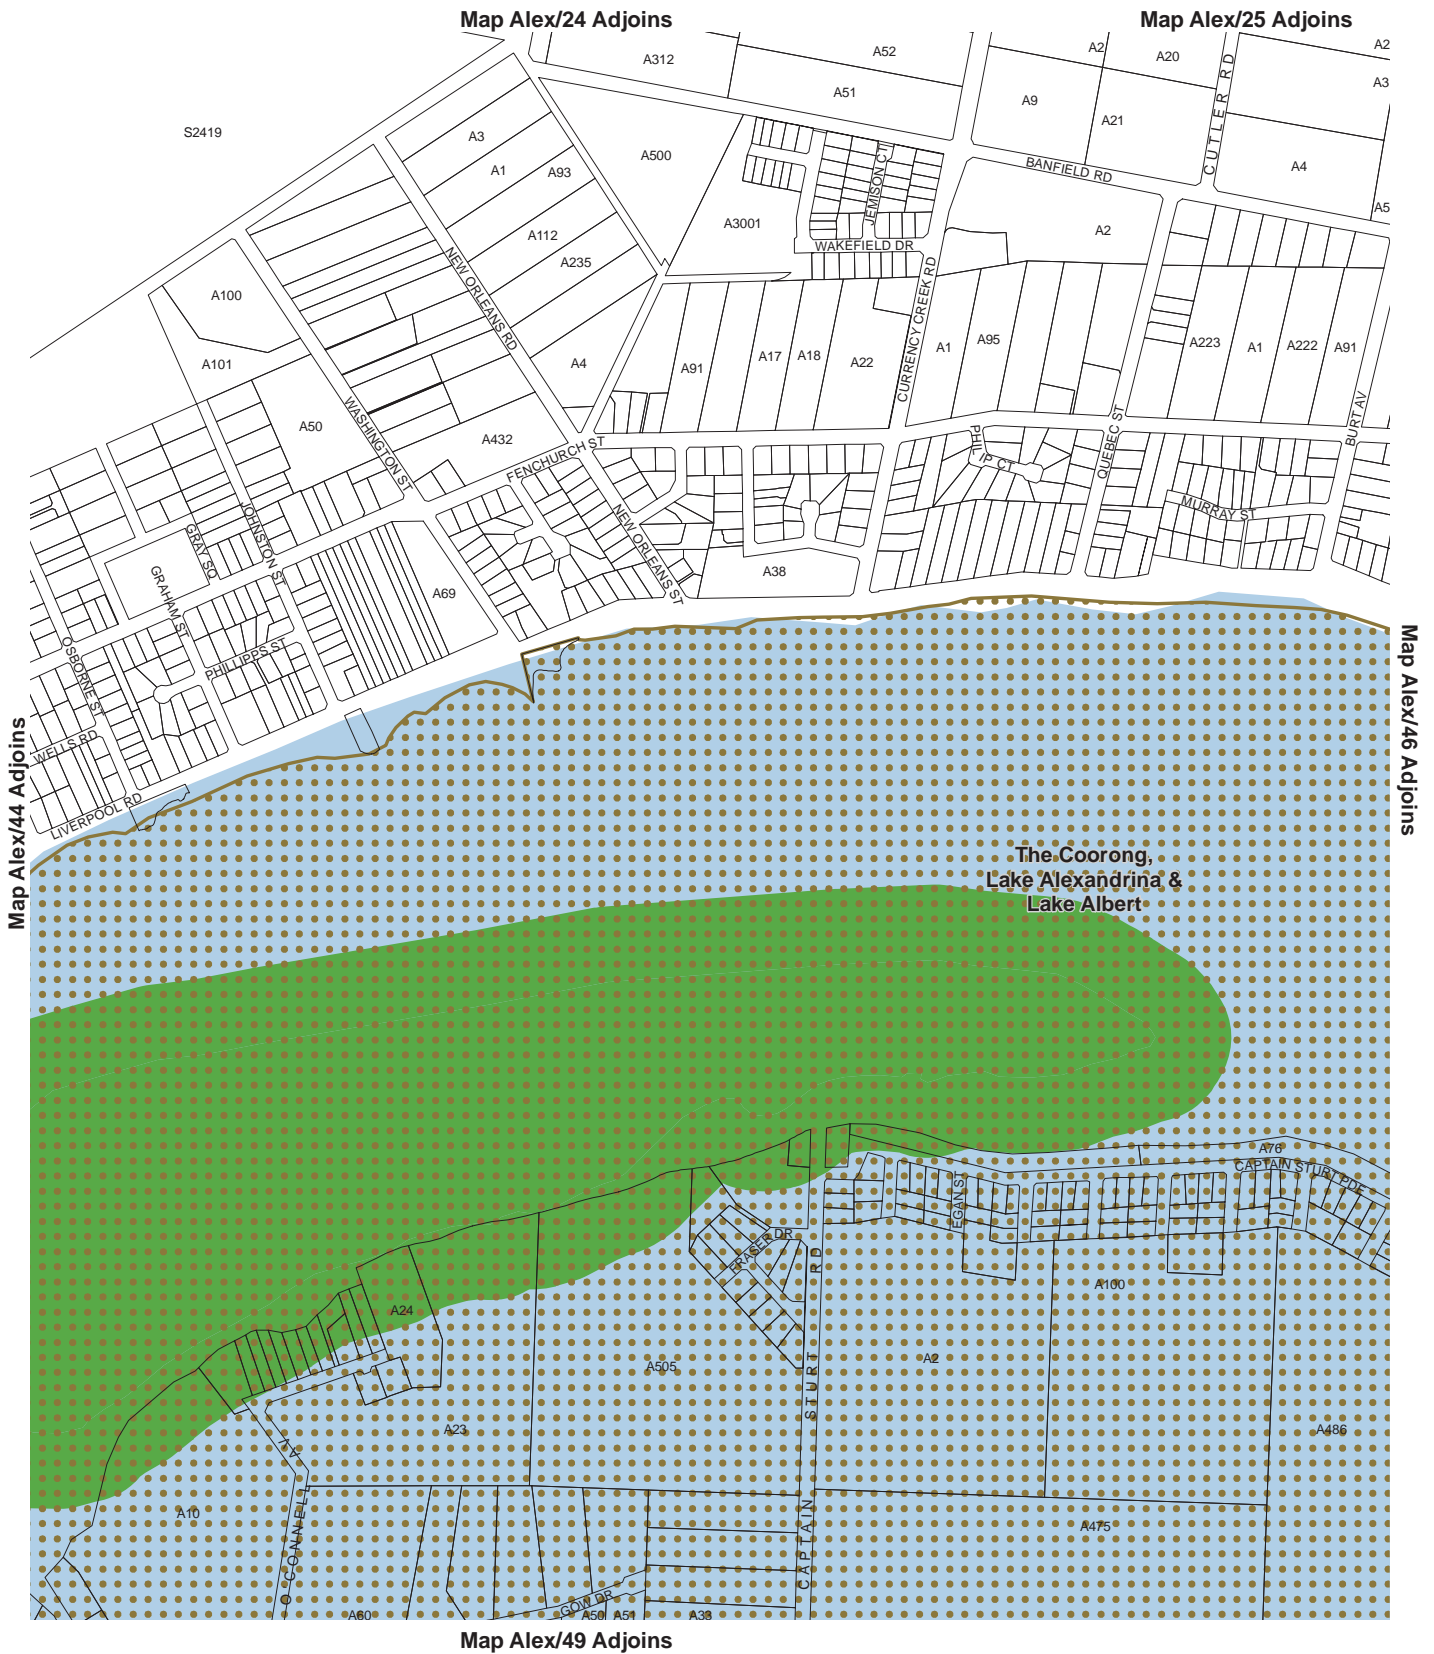 Map Alex/24 Adjoins
Map Alex/25 Adjoins
A312
A52
A2
A20
A2
S2419
A51
A9
A21
CUTLER RD
A3
A3
A1
A93
A500
JEMISON CT
BANFIELD RD
A4
A5
A112
A235
A3001
WAKEFIELD DR
A2
A100
A101
NEW ORLEANS RD
A4
A91
A17
A18
A22
CURRENCY CREEK RD
A1
A95
A223
A1
A222
A91
A50
WASHINGTON ST
A432
FENCHURCH ST
PHILIP CT
QUEBEC ST
BURT AV
MURRAY ST
JOHNSTON ST
GRAY SQ
GRAHAM ST
NEW ORLEANS ST
A38
A69
OSBORNE ST
PHILLIPPS ST
WELLS RD
LIVERPOOL RD
Map Alex/44 Adjoins
Map Alex/46 Adjoins
The Coorong,
Lake Alexandrina &
Lake Albert
A76
CAPTAIN STURT PDE
EGAN ST
FRASER DR
A24
A100
A505
A2
CAPTAIN STURT RD
A23
A486
A10
O CONNELL AV
A475
GOW DR
A60
A50
A51
A33
Map Alex/49 Adjoins